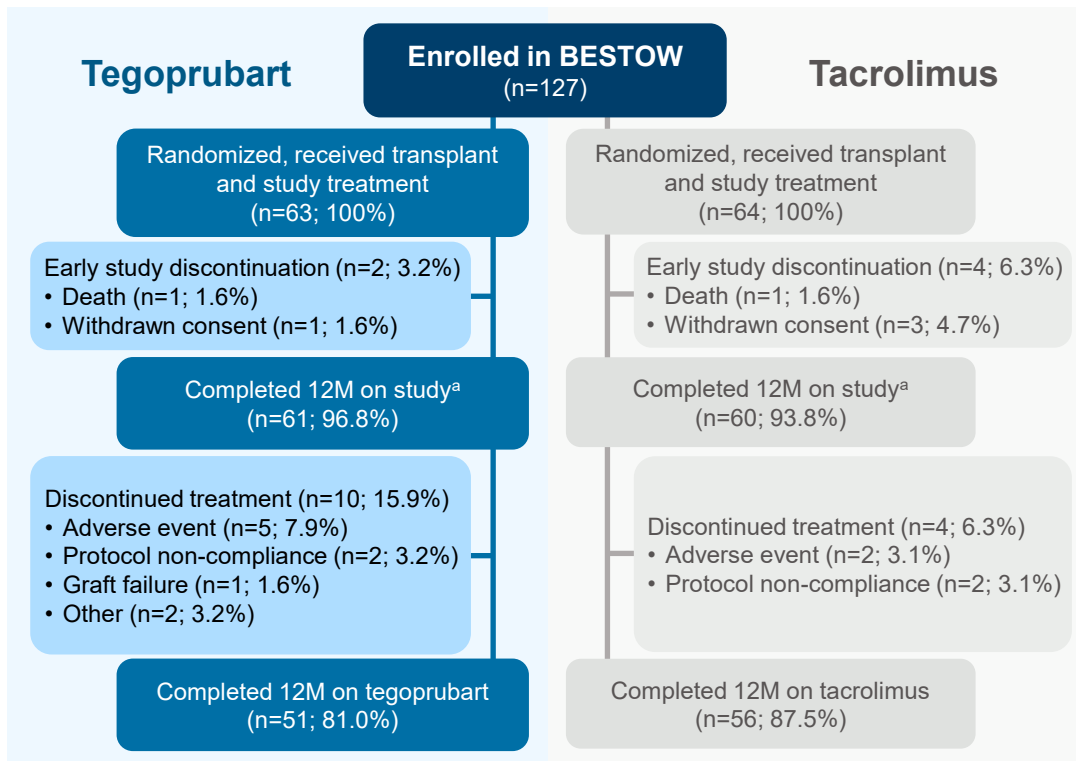 Tegoprubart
Enrolled in BESTOW
(n=127)
Tacrolimus
Randomized, received transplant
and study treatment
(n=63; 100%)
Randomized, received transplant
and study treatment
(n=64; 100%)
Early study discontinuation (n=2; 3.2%)
• Death (n=1; 1.6%)
• Withdrawn consent (n=1; 1.6%)
Early study discontinuation (n=4; 6.3%)
• Death (n=1; 1.6%)
• Withdrawn consent (n=3; 4.7%)
Completed 12M on studyᵃ
(n=61; 96.8%)
Completed 12M on studyᵃ
(n=60; 93.8%)
Discontinued treatment (n=10; 15.9%)
• Adverse event (n=5; 7.9%)
• Protocol non-compliance (n=2; 3.2%)
• Graft failure (n=1; 1.6%)
• Other (n=2; 3.2%)
Discontinued treatment (n=4; 6.3%)
• Adverse event (n=2; 3.1%)
• Protocol non-compliance (n=2; 3.1%)
Completed 12M on tegoprubart
(n=51; 81.0%)
Completed 12M on tacrolimus
(n=56; 87.5%)